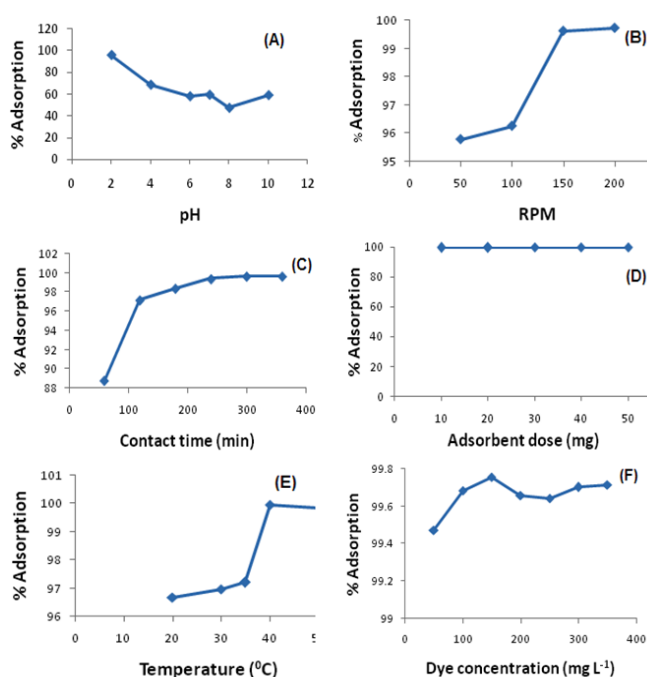 (A)
% Adsorption
120
100
80
60
40
20
0
0 2 4 6 8 10 12
pH
(B)
% Adsorption
100
99
98
97
96
95
0 50 100 150 200
RPM
(C)
% Adsorption
102
100
98
96
94
92
90
88
0 100 200 300 400
Contact time (min)
(D)
% Adsorption
100
80
60
40
20
0
0 10 20 30 40 50
Adsorbent dose (mg)
(E)
% Adsorption
101
100
99
98
97
96
0 10 20 30 40
Temperature (⁰C)
(F)
% Adsorption
99.8
99.6
99.4
99.2
99
0 100 200 300 400
Dye concentration (mg L⁻¹)